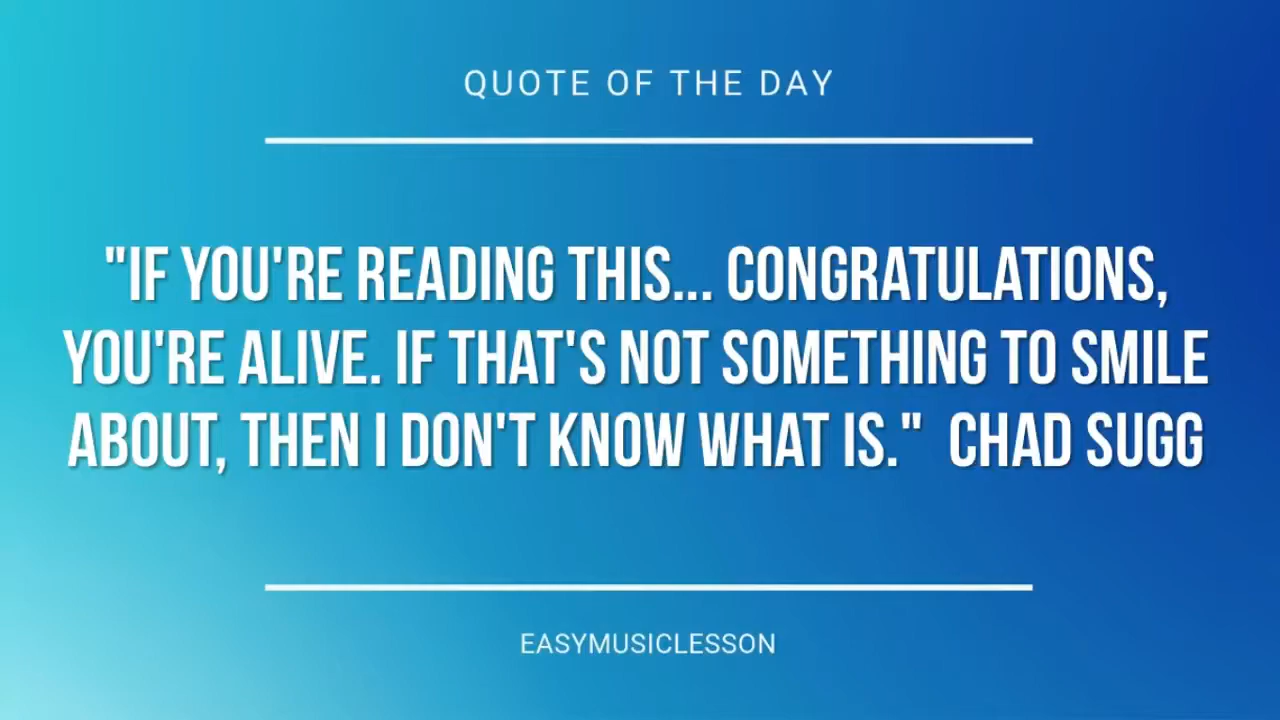 QUOTE OF THE DAY
"IF YOU'RE READING THIS... CONGRATULATIONS,
YOU'RE ALIVE. IF THAT'S NOT SOMETHING TO SMILE
ABOUT, THEN I DON'T KNOW WHAT IS."  CHAD SUGG
EASYMUSICLESSON